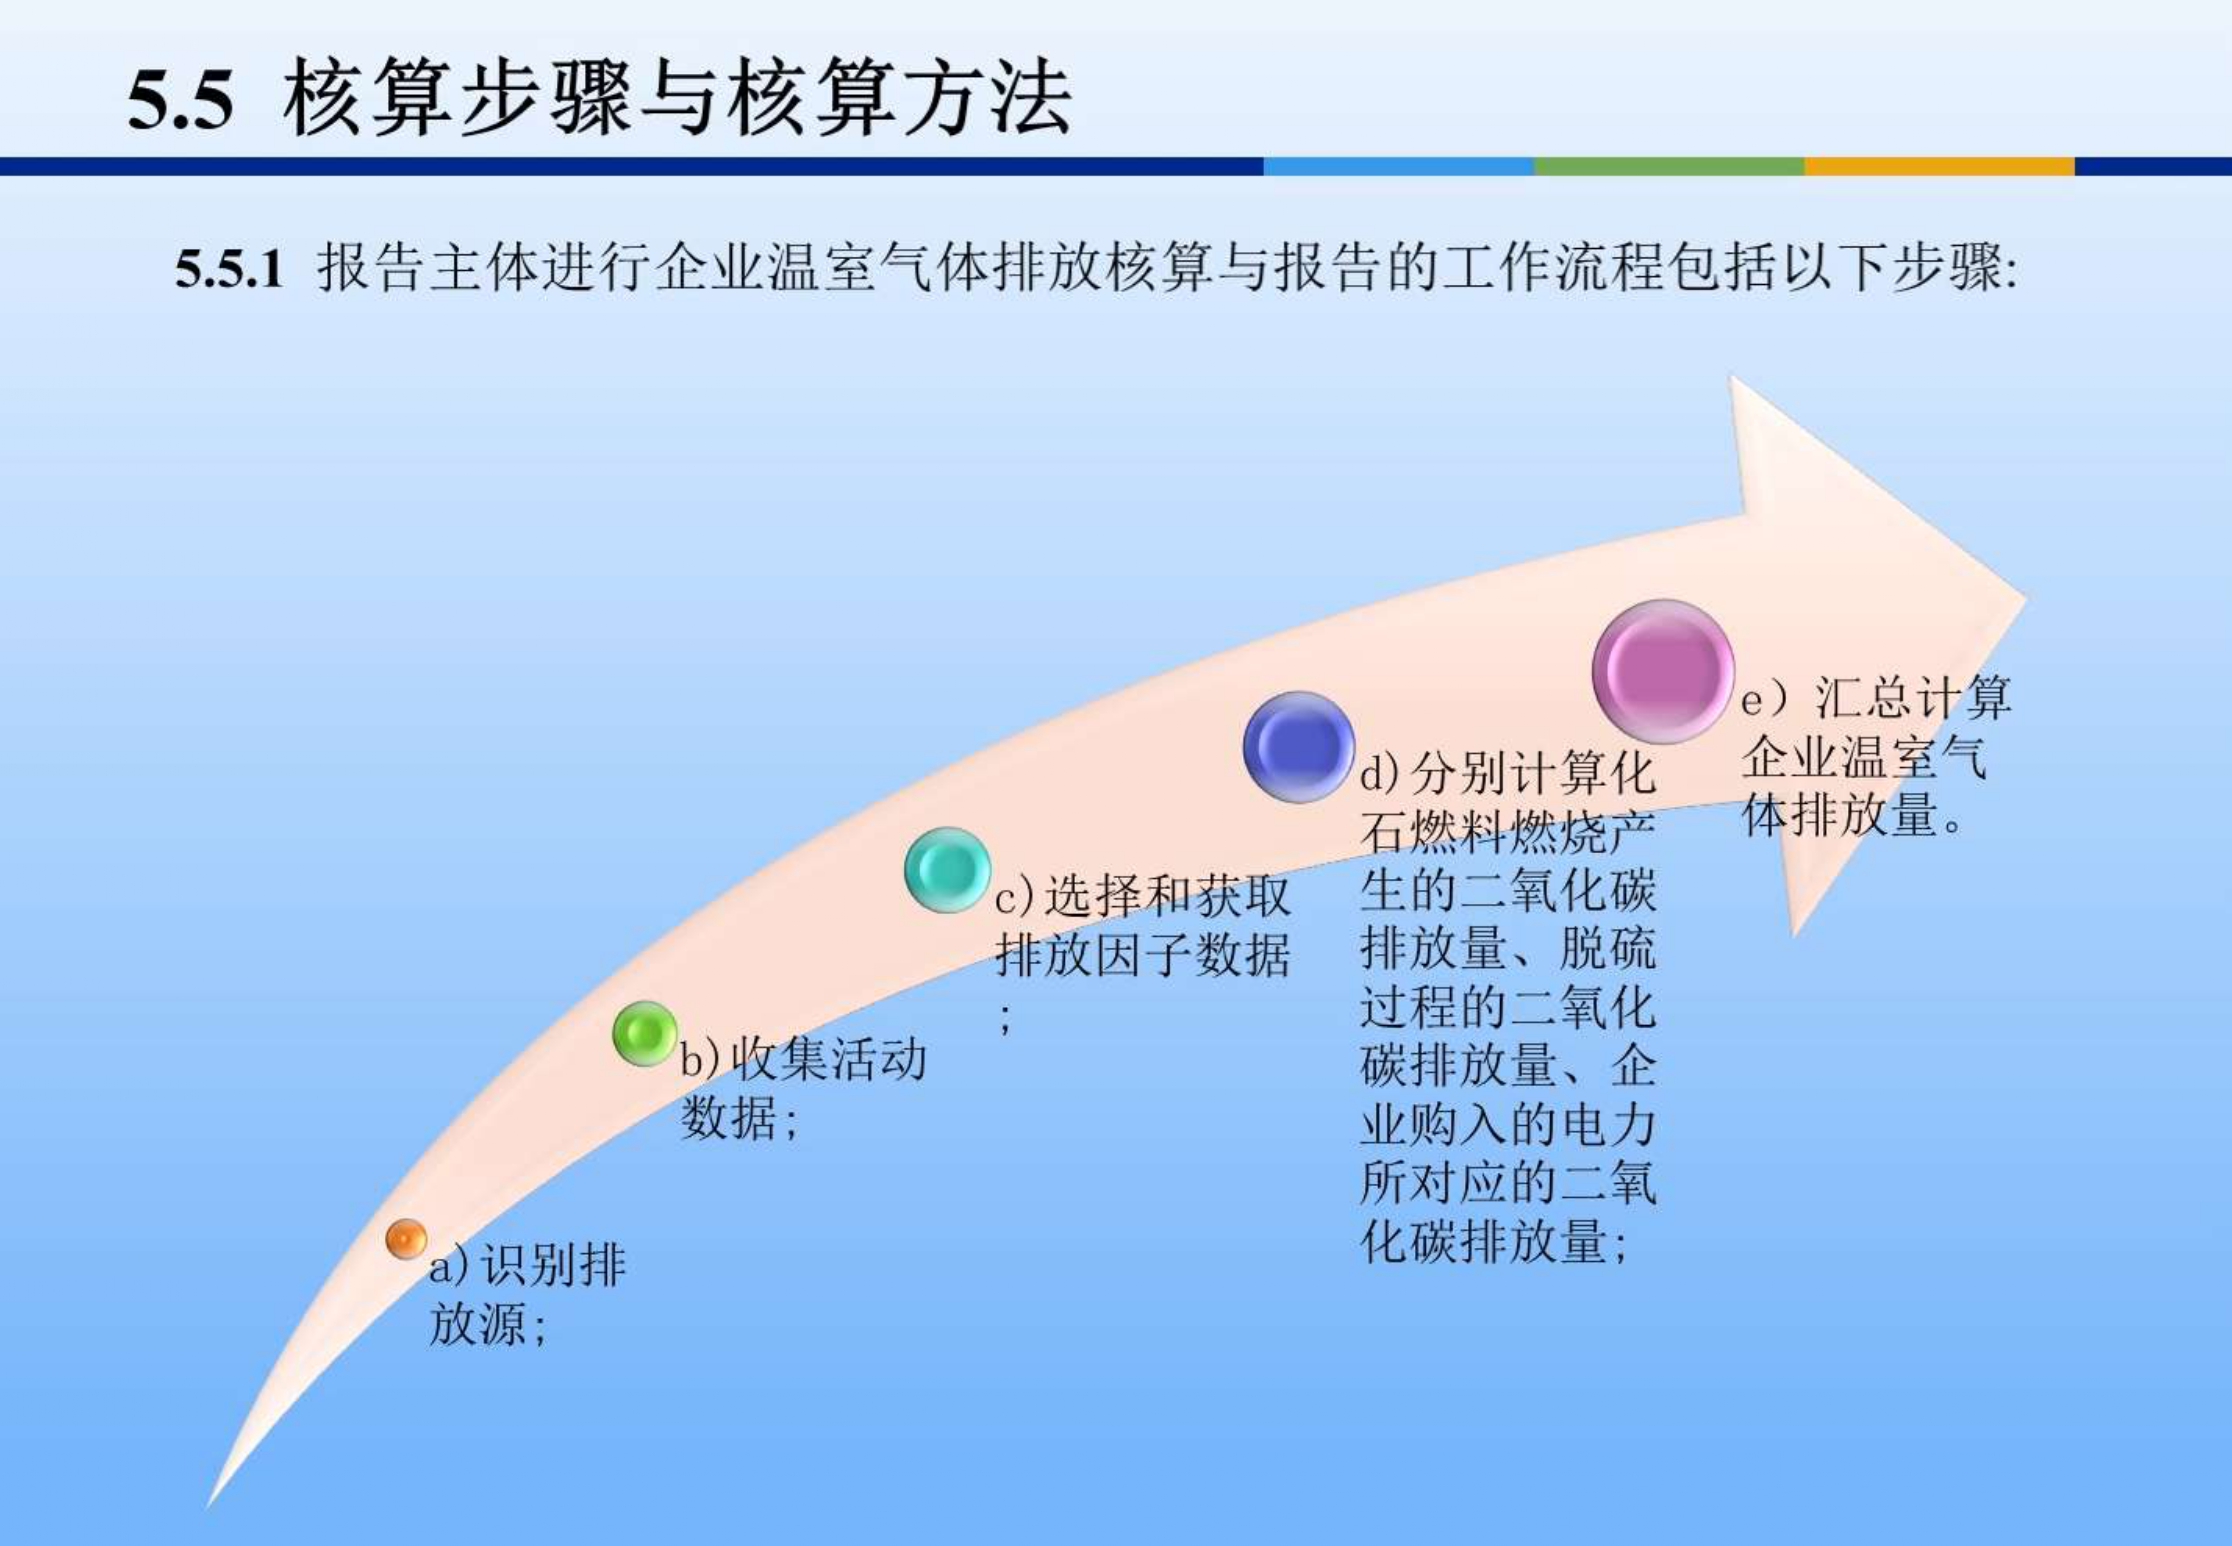 5.5 核算步骤与核算方法
5.5.1 报告主体进行企业温室气体排放核算与报告的工作流程包括以下步骤:
a)识别排
放源;
b)收集活动
数据;
c)选择和获取
排放因子数据
;
d)分别计算化
石燃料燃烧产
生的二氧化碳
排放量、脱硫
过程的二氧化
碳排放量、企
业购入的电力
所对应的二氧
化碳排放量;
e) 汇总计算
企业温室气
体排放量。